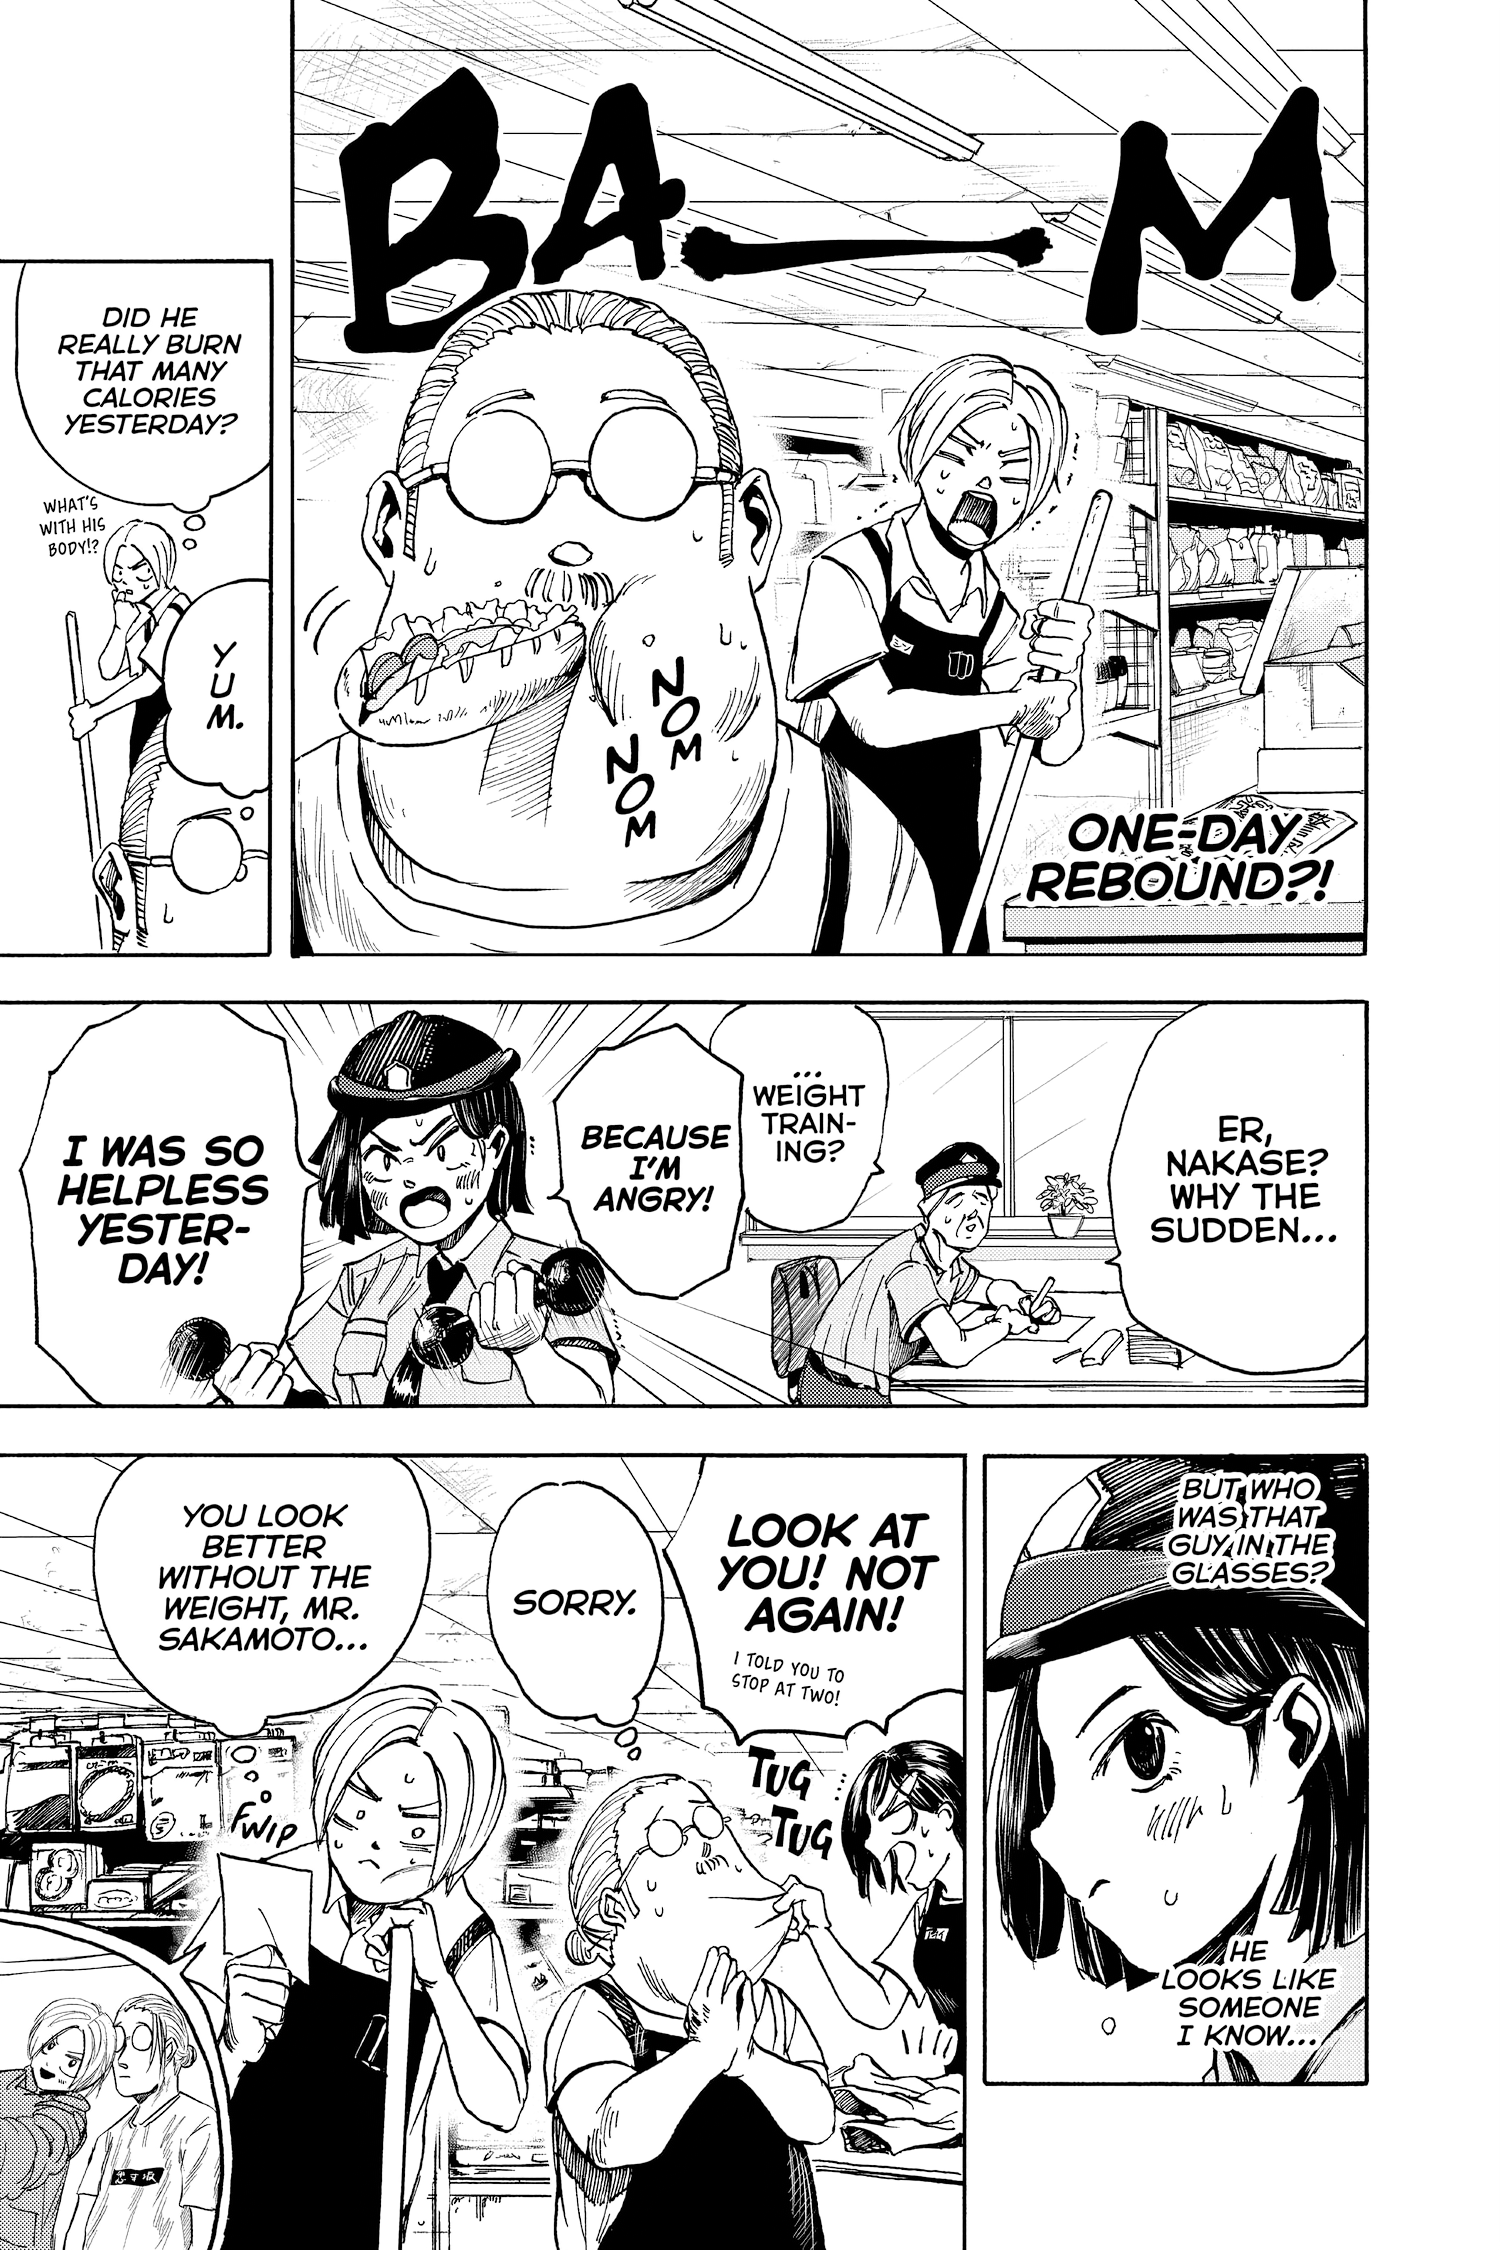 BA—M
NOM
NOM
ONE-DAY
REBOUND?!
DID HE
REALLY BURN
THAT MANY
CALORIES
YESTERDAY?
WHAT'S
WITH HIS
BODY!?
YUM.
ER,
NAKASE?
WHY THE
SUDDEN...
...
WEIGHT
TRAIN-
ING?
BECAUSE
I'M
ANGRY!
I WAS SO
HELPLESS
YESTER-
DAY!
BUT WHO
WAS THAT
GUY IN THE
GLASSES?
HE
LOOKS LIKE
SOMEONE
I KNOW...
LOOK AT
YOU! NOT
AGAIN!
I TOLD YOU TO
STOP AT TWO!
TUG
TUG
SORRY.
YOU LOOK
BETTER
WITHOUT THE
WEIGHT, MR.
SAKAMOTO...
FWIP